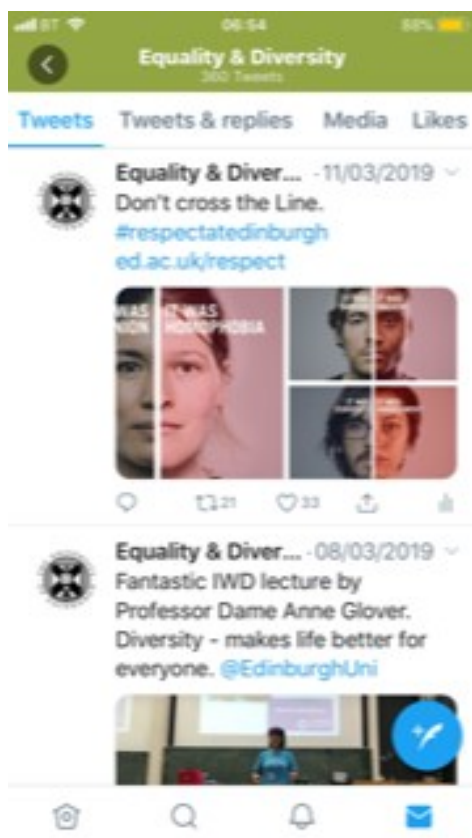 BT 06:54 88%
Equality & Diversity
360 Tweets
Tweets Tweets & replies Media Likes
Equality & Diver... · 11/03/2019
Don't cross the Line.
#respectatedinburgh
ed.ac.uk/respect
IT WAS
HOMOPHOBIA
21 33
Equality & Diver... · 08/03/2019
Fantastic IWD lecture by
Professor Dame Anne Glover.
Diversity - makes life better for
everyone. @EdinburghUni